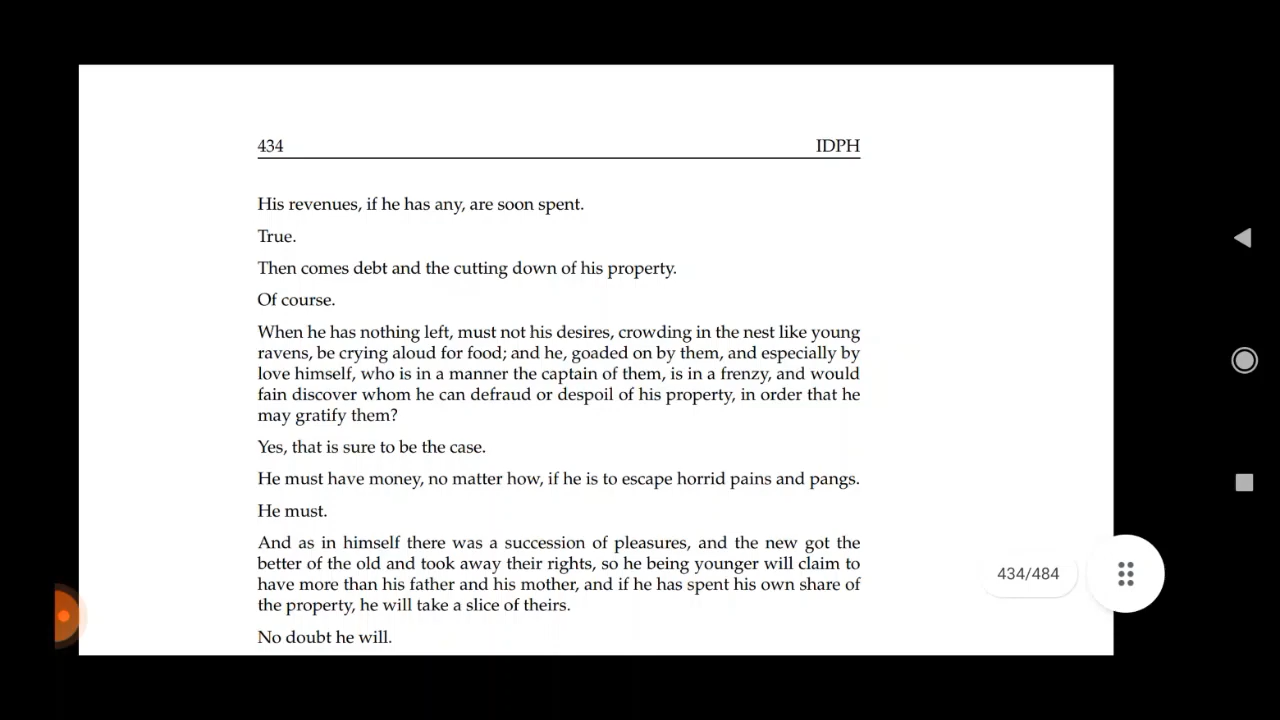 434 IDPH
His revenues, if he has any, are soon spent.
True.
Then comes debt and the cutting down of his property.
Of course.
When he has nothing left, must not his desires, crowding in the nest like young
ravens, be crying aloud for food; and he, goaded on by them, and especially by
love himself, who is in a manner the captain of them, is in a frenzy, and would
fain discover whom he can defraud or despoil of his property, in order that he
may gratify them?
Yes, that is sure to be the case.
He must have money, no matter how, if he is to escape horrid pains and pangs.
He must.
And as in himself there was a succession of pleasures, and the new got the
better of the old and took away their rights, so he being younger will claim to
have more than his father and his mother, and if he has spent his own share of
the property, he will take a slice of theirs.
No doubt he will.
434/484